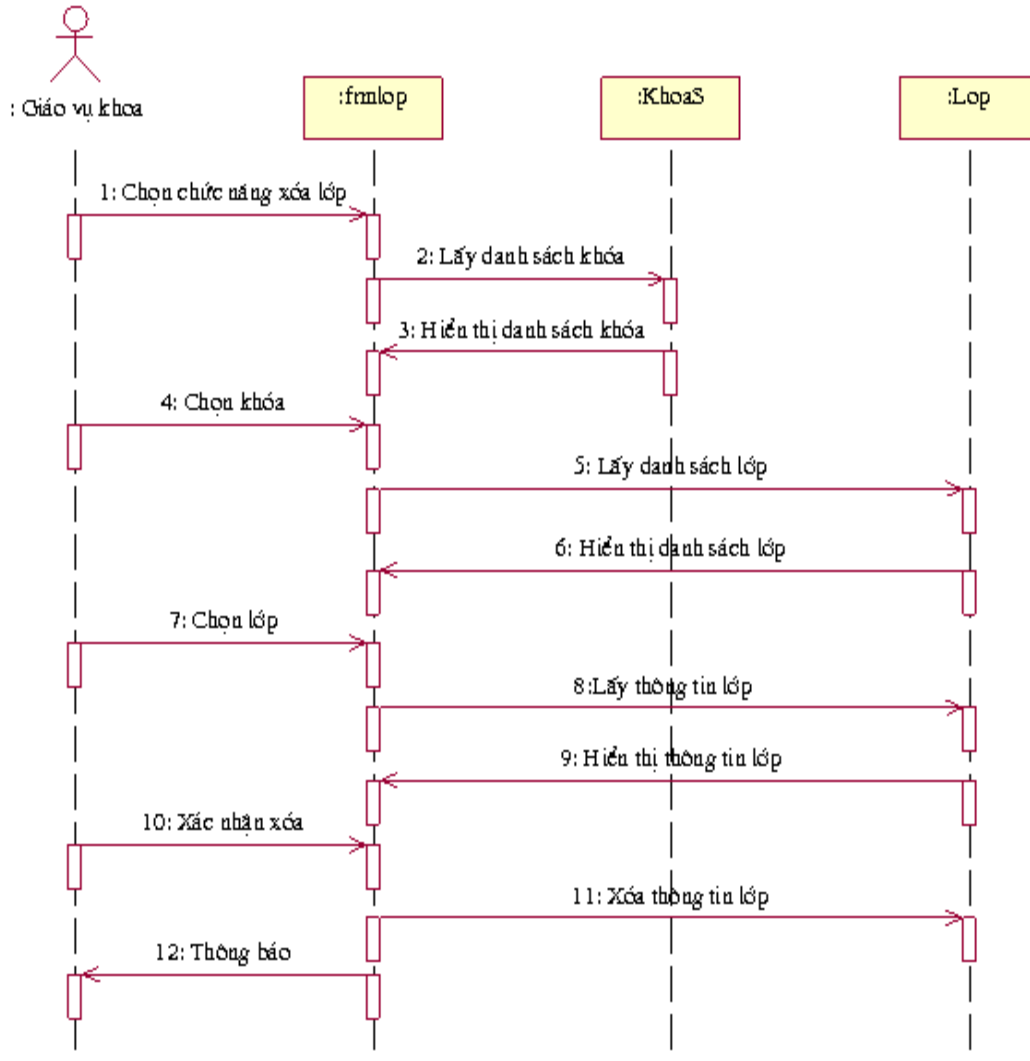 : Giáo vụ khoa
:frmlop
:KhoaS
:Lop
1: Chọn chức năng xóa lớp
2: Lấy danh sách khóa
3: Hiển thị danh sách khóa
4: Chọn khóa
5: Lấy danh sách lớp
6: Hiển thị danh sách lớp
7: Chọn lớp
8:Lấy thông tin lớp
9: Hiển thị thông tin lớp
10: Xác nhận xóa
11: Xóa thông tin lớp
12: Thông báo